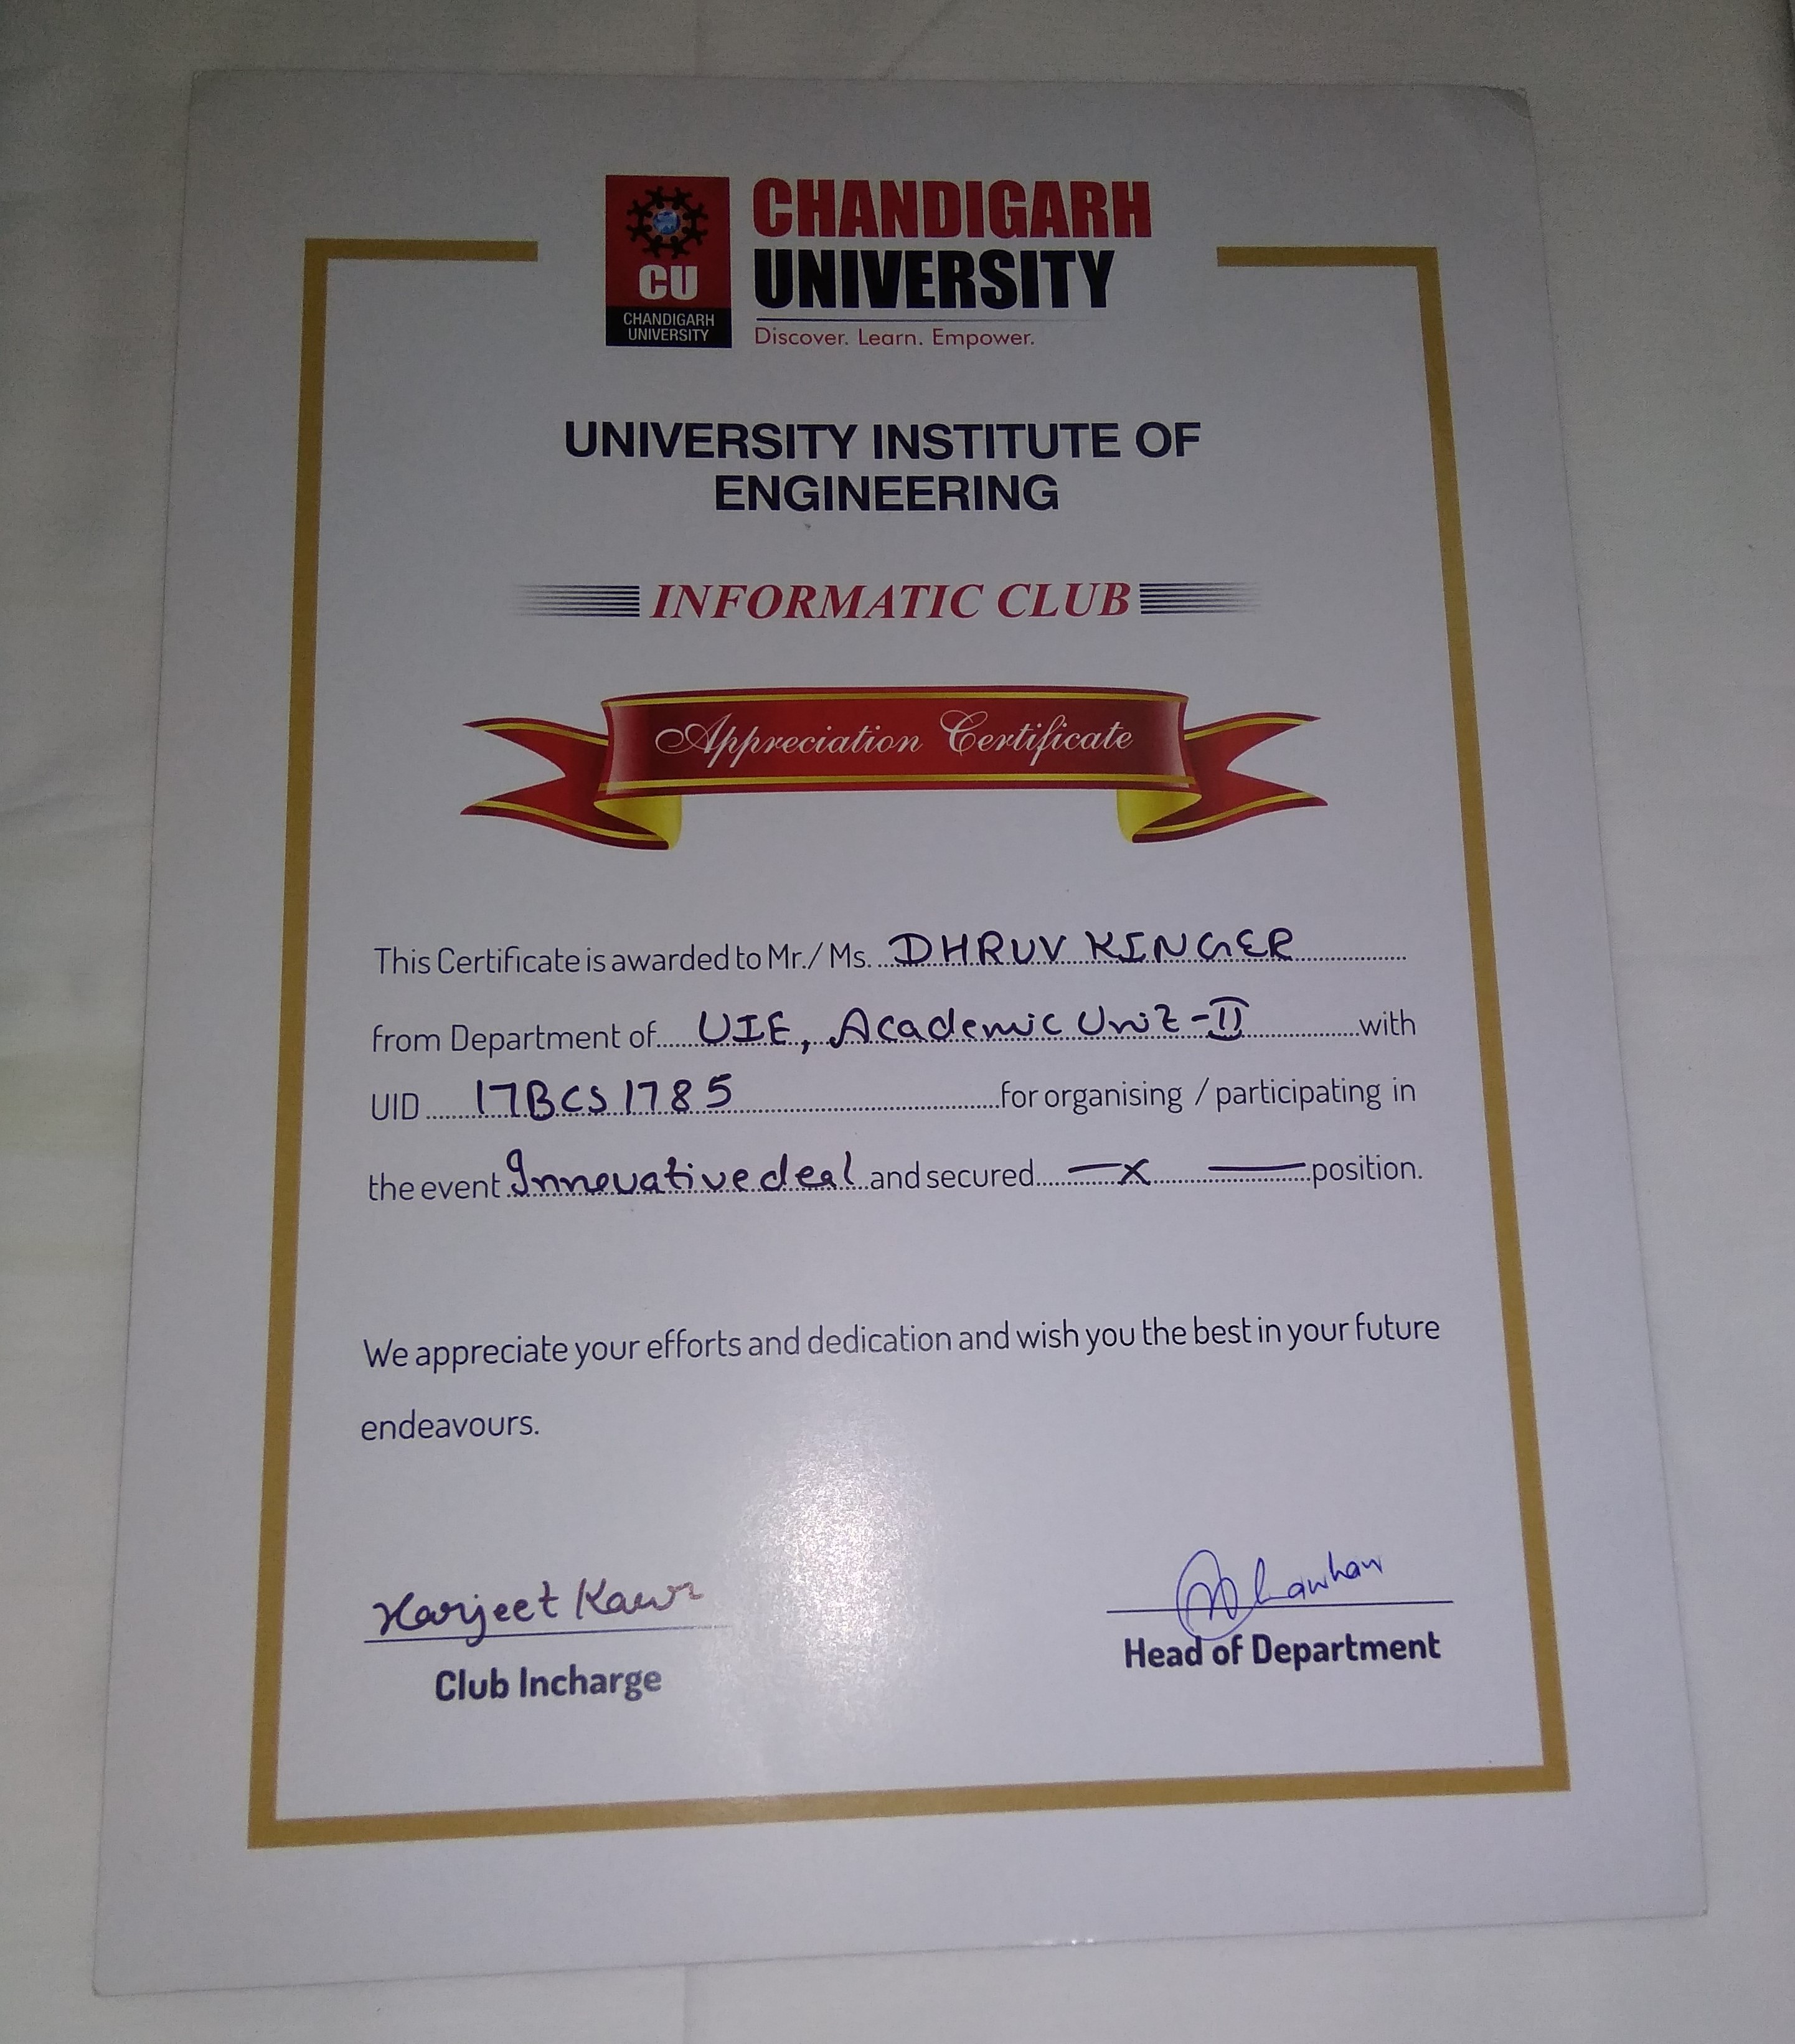 CU
CHANDIGARH
UNIVERSITY
CHANDIGARH
UNIVERSITY
Discover. Learn. Empower.
UNIVERSITY INSTITUTE OF
ENGINEERING
INFORMATIC CLUB
Appreciation Certificate
This Certificate is awarded to Mr./ Ms. DHRUV KINGER
from Department of UIE, Academic Unit-II with
UID 17BCS1785 for organising / participating in
the event Innovative deal and secured —x — position.
We appreciate your efforts and dedication and wish you the best in your future
endeavours.
Harjeet Kaur
Club Incharge
Head of Department